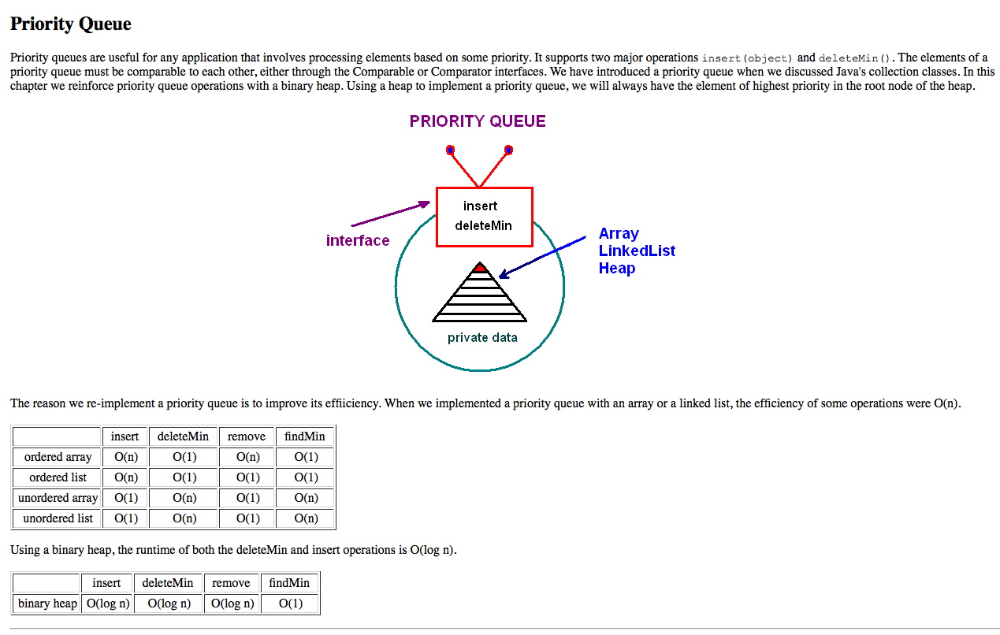 Priority Queue
Priority queues are useful for any application that involves processing elements based on some priority. It supports two major operations insert(object) and deleteMin(). The elements of a
priority queue must be comparable to each other, either through the Comparable or Comparator interfaces. We have introduced a priority queue when we discussed Java's collection classes. In this
chapter we reinforce priority queue operations with a binary heap. Using a heap to implement a priority queue, we will always have the element of highest priority in the root node of the heap.
PRIORITY QUEUE
insert
deleteMin
interface
Array
LinkedList
Heap
private data
The reason we re-implement a priority queue is to improve its effiiciency. When we implemented a priority queue with an array or a linked list, the efficiency of some operations were O(n).
insert deleteMin remove findMin
ordered array O(n) O(1) O(n) O(1)
ordered list O(n) O(1) O(1) O(1)
unordered array O(1) O(n) O(1) O(n)
unordered list O(1) O(n) O(1) O(n)
Using a binary heap, the runtime of both the deleteMin and insert operations is O(log n).
insert deleteMin remove findMin
binary heap O(log n) O(log n) O(log n) O(1)